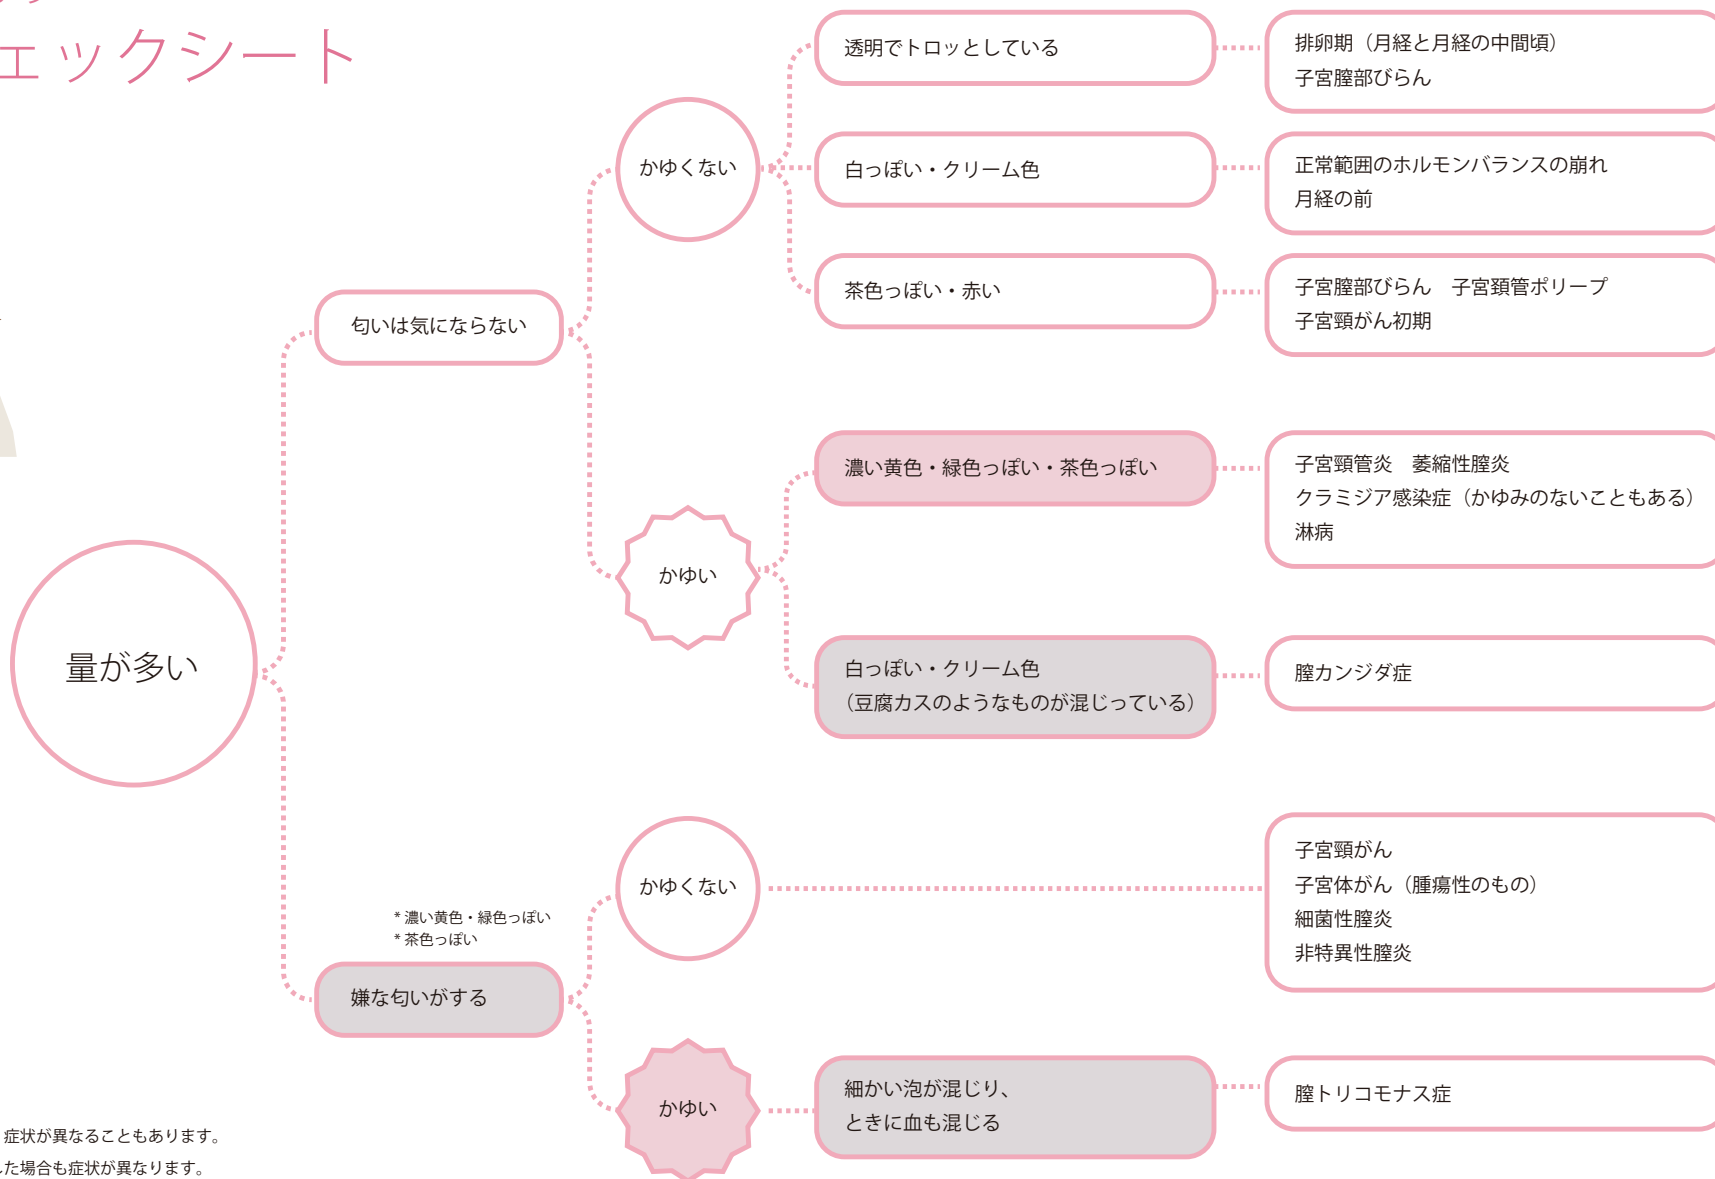 ェックシート
量が多い
匂いは気にならない
かゆくない
透明でトロッとしている
排卵期（月経と月経の中間頃）
子宮膣部びらん
白っぽい・クリーム色
正常範囲のホルモンバランスの崩れ
月経の前
茶色っぽい・赤い
子宮膣部びらん　子宮頚管ポリープ
子宮頸がん初期
かゆい
濃い黄色・緑色っぽい・茶色っぽい
子宮頸管炎　萎縮性膣炎
クラミジア感染症（かゆみのないこともある）
淋病
白っぽい・クリーム色
（豆腐カスのようなものが混じっている）
膣カンジダ症
* 濃い黄色・緑色っぽい
* 茶色っぽい
嫌な匂いがする
かゆくない
子宮頸がん
子宮体がん（腫瘍性のもの）
細菌性膣炎
非特異性膣炎
かゆい
細かい泡が混じり、
ときに血も混じる
膣トリコモナス症
症状が異なることもあります。
た場合も症状が異なります。